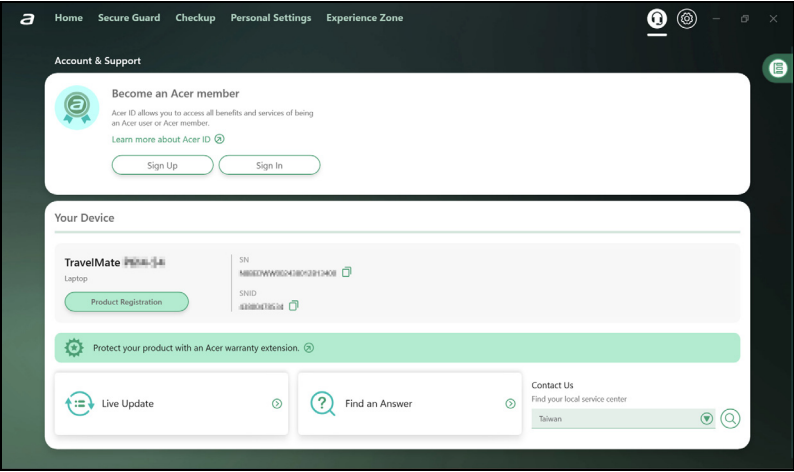 Home Secure Guard Checkup Personal Settings Experience Zone
Account & Support
Become an Acer member
Acer ID allows you to access all benefits and services of being
an Acer user or Acer member.
Learn more about Acer ID
Sign Up Sign In
Your Device
TravelMate
Laptop
Product Registration
SN
SNID
Protect your product with an Acer warranty extension.
Live Update
Find an Answer
Contact Us
Find your local service center
Taiwan